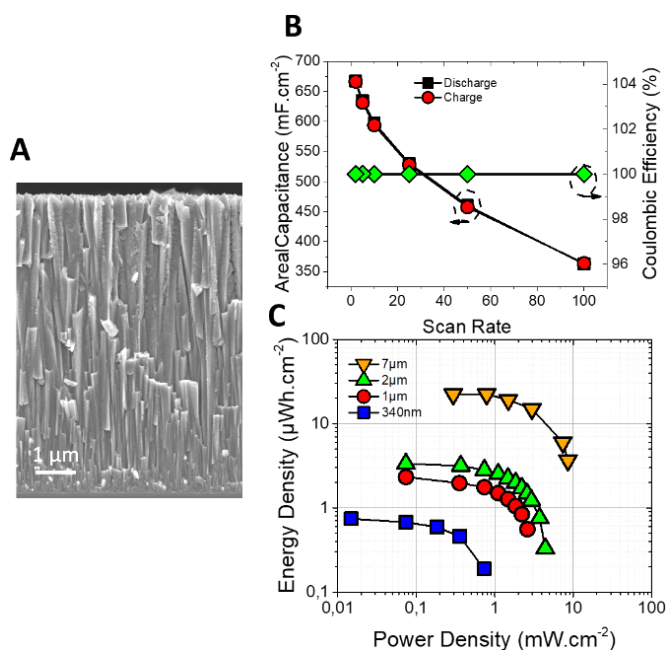 A
1 µm
B
ArealCapacitance (mF.cm⁻²)
700
650
600
550
500
450
400
350
Discharge
Charge
104
102
100
98
96
Coulombic Efficiency (%)
0 20 40 60 80 100
Scan Rate
C
Energy Density (µWh.cm⁻²)
100
10
1
0,1
7µm
2µm
1µm
340nm
0,01 0,1 1 10 100
Power Density (mW.cm⁻²)